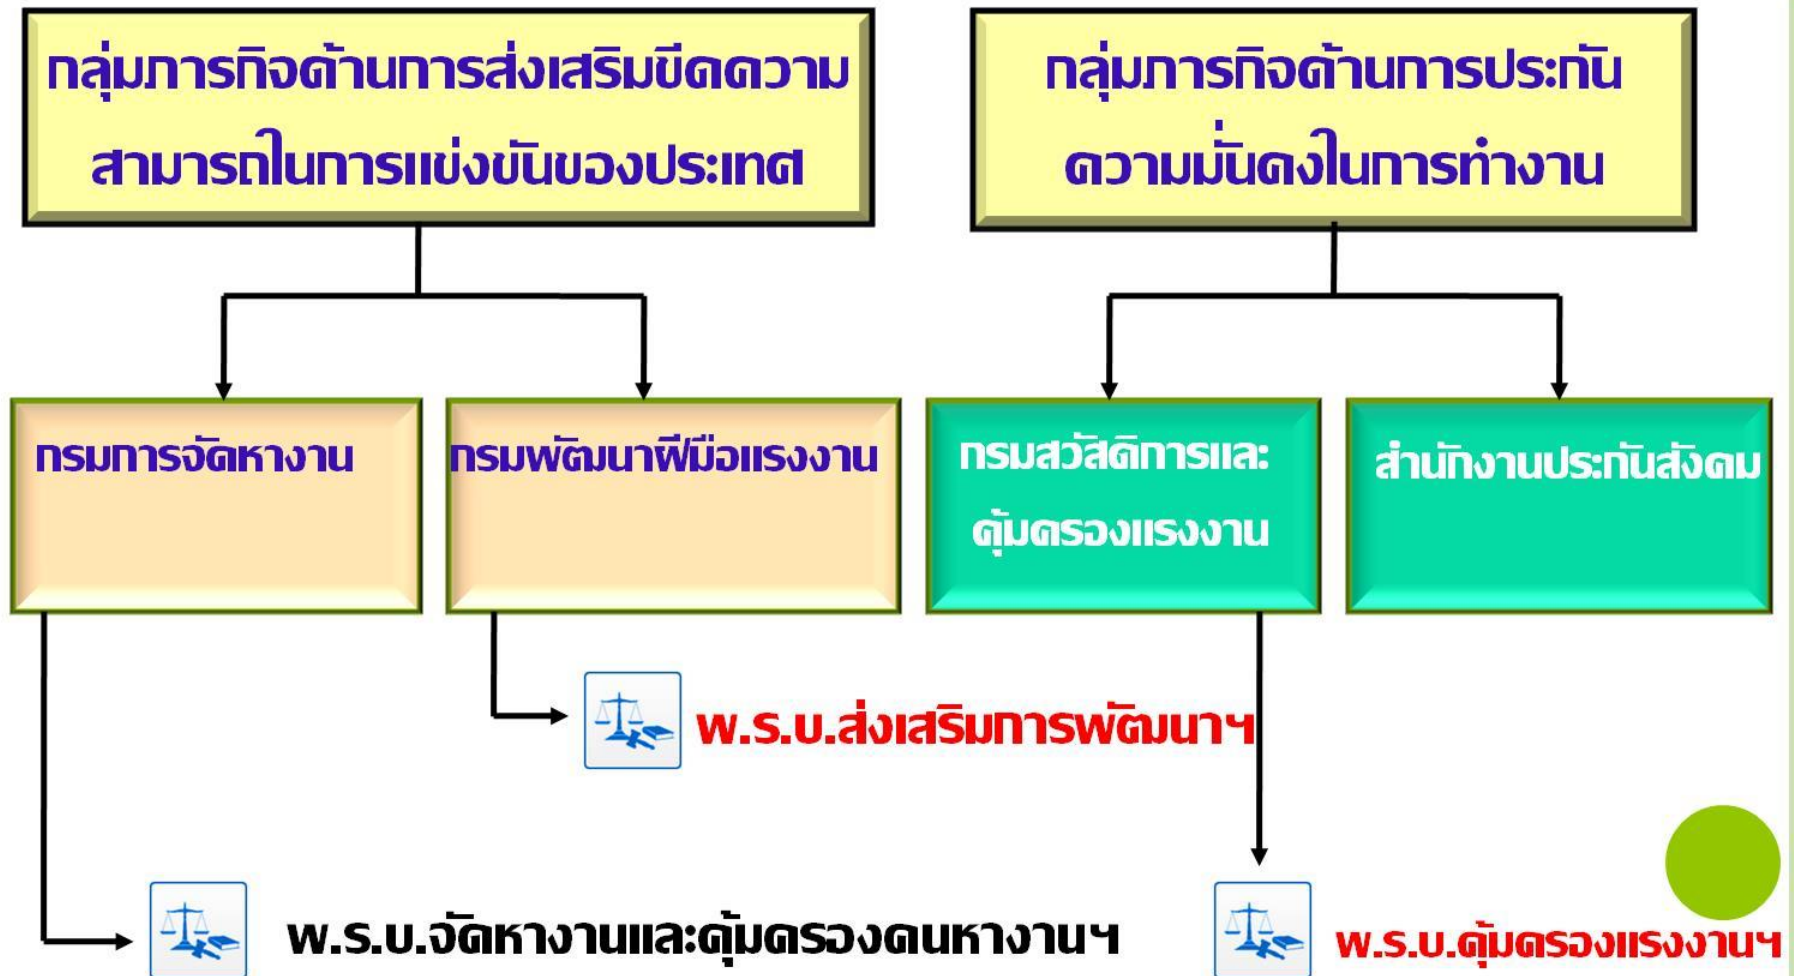 กลุ่มภารกิจด้านการส่งเสริมขีดความ
สามารถในการแข่งขันของประเทศ
กลุ่มภารกิจด้านการประกัน
ความมั่นคงในการทำงาน
กรมการจัดหางาน
กรมพัฒนาฝีมือแรงงาน
กรมสวัสดิการและ
คุ้มครองแรงงาน
สำนักงานประกันสังคม
พ.ร.บ.ส่งเสริมการพัฒนาฯ
พ.ร.บ.จัดหางานและคุ้มครองคนหางานฯ
พ.ร.บ.คุ้มครองแรงงานฯ